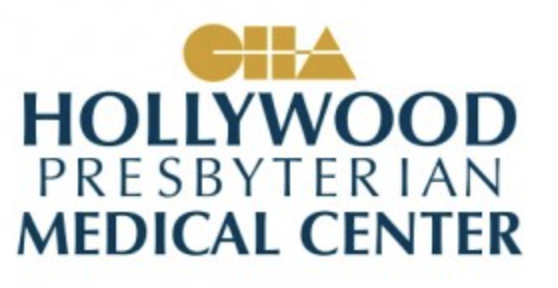 CHA
HOLLYWOOD
PRESBYTERIAN
MEDICAL CENTER